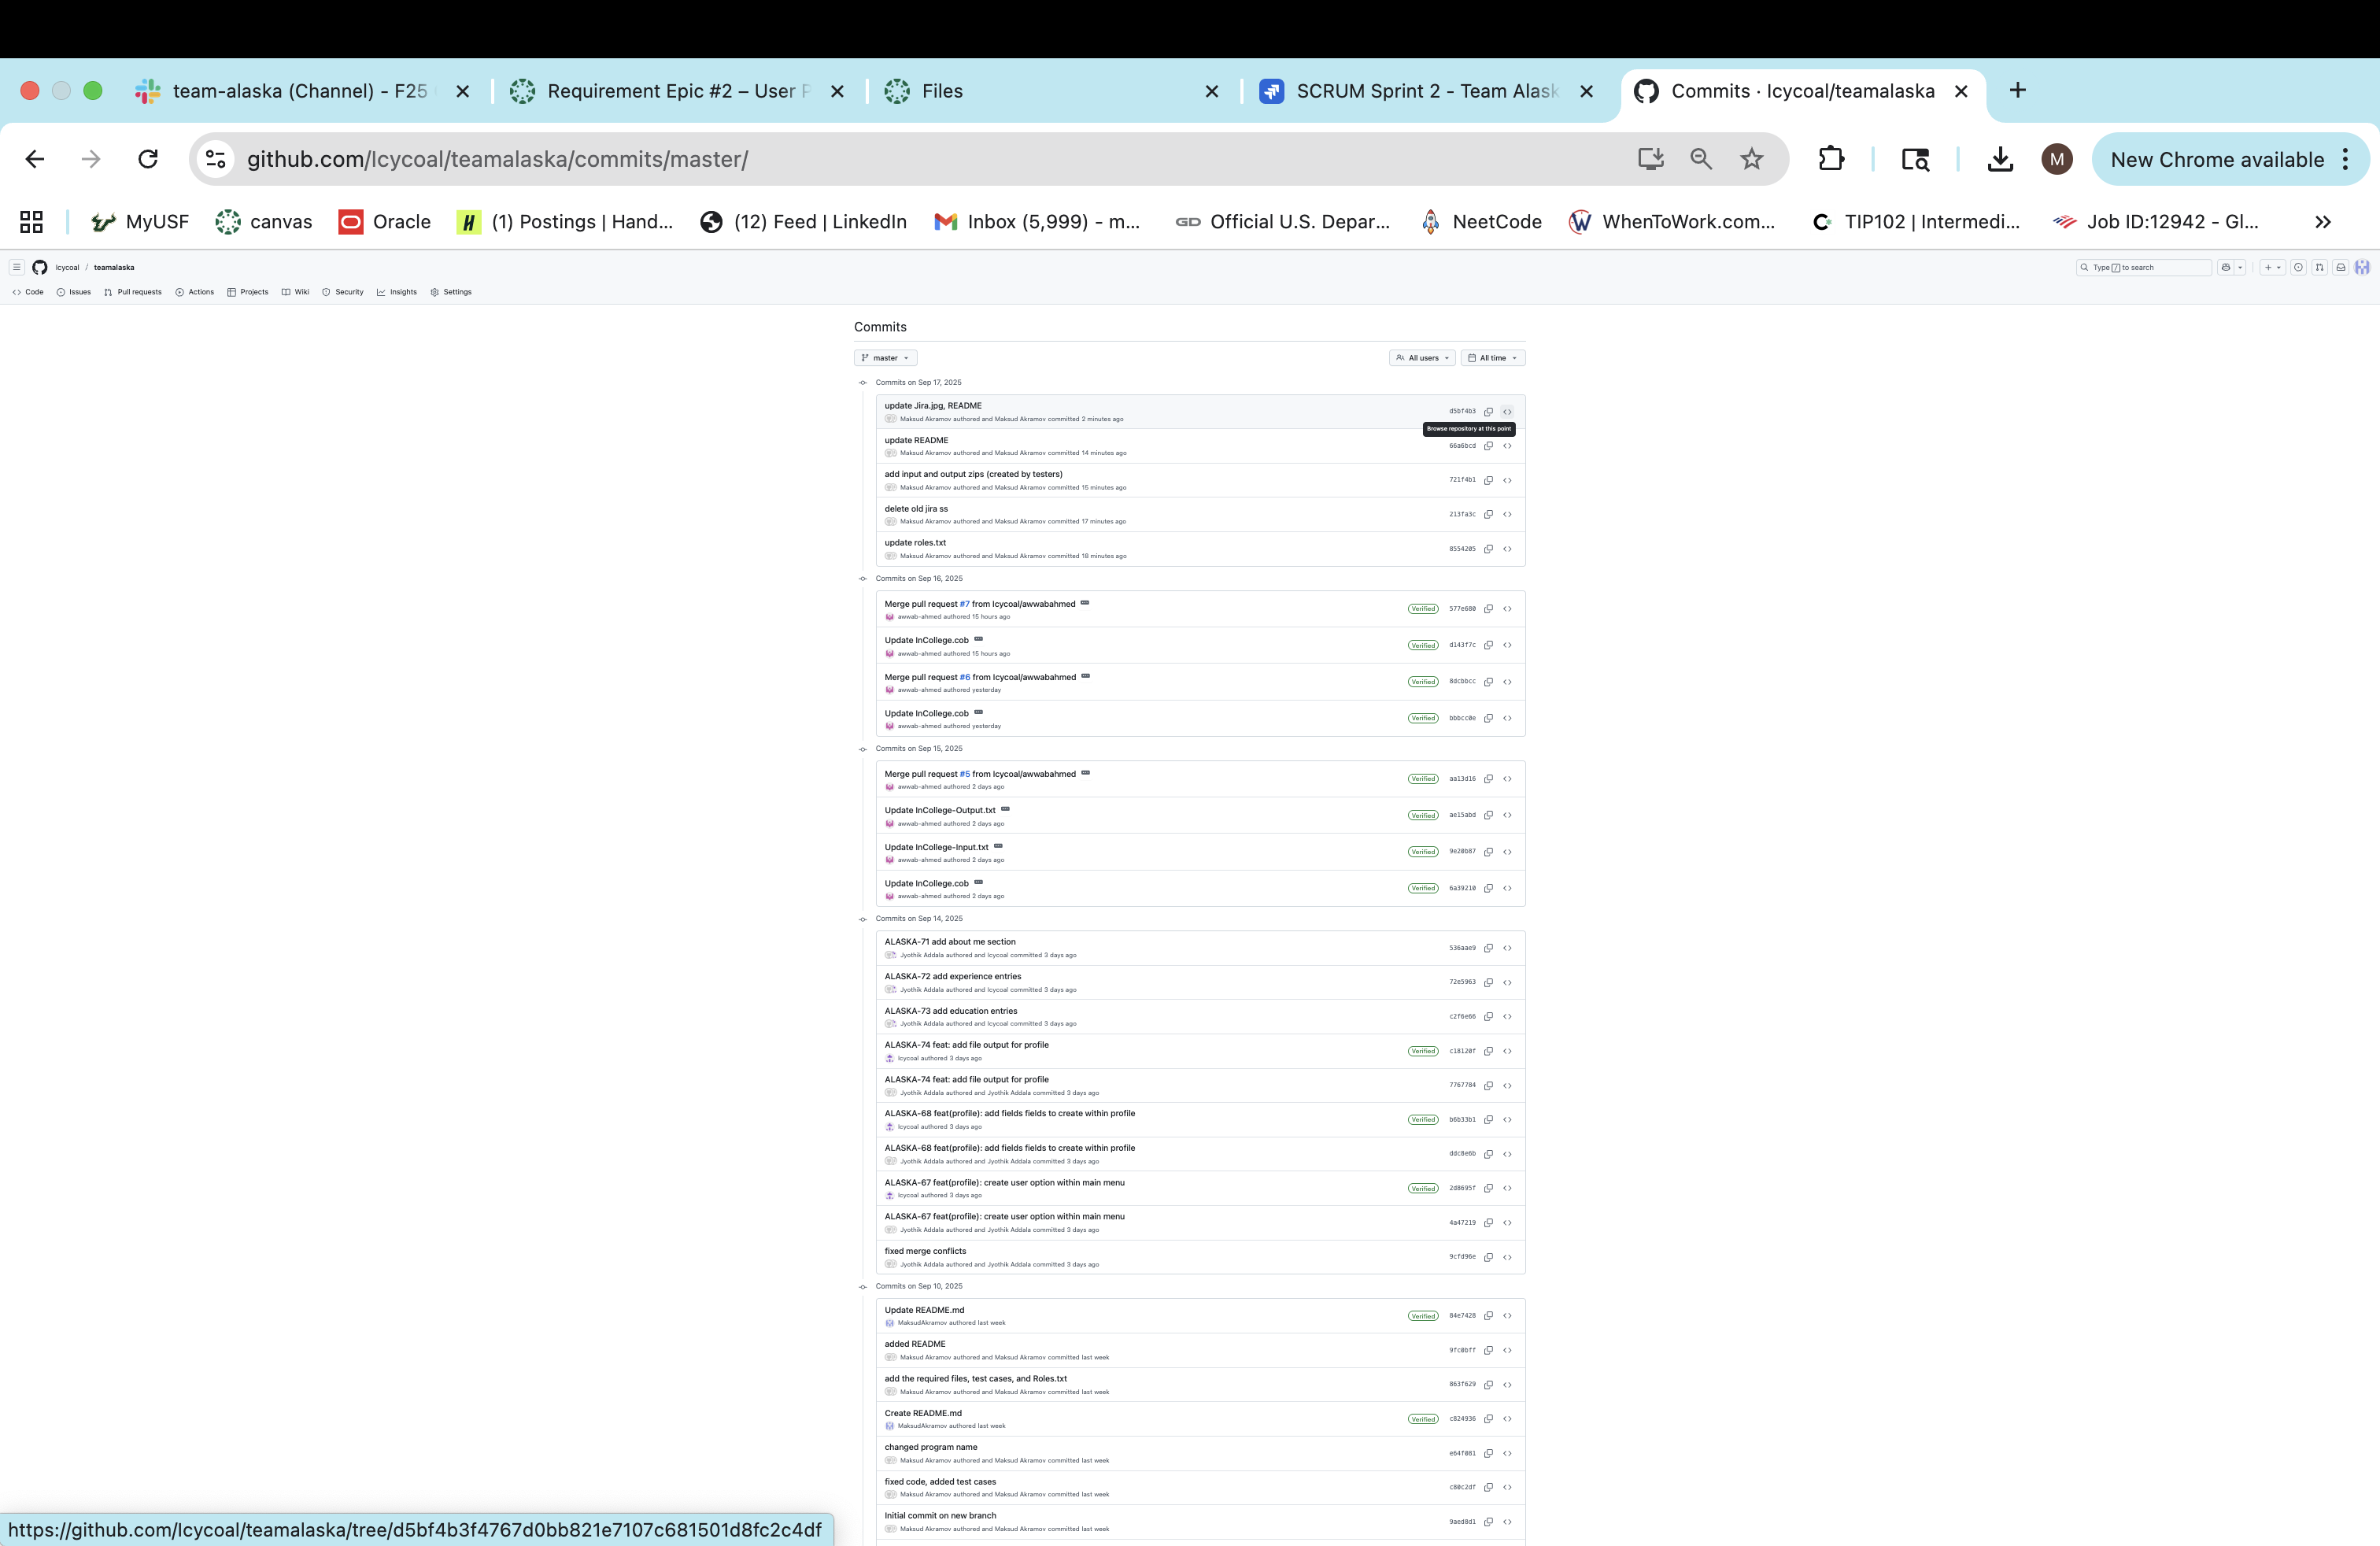 team-alaska (Channel) - F25
Requirement Epic #2 – User P
Files
SCRUM Sprint 2 - Team Alask
Commits · Icycoal/teamalaska
github.com/Icycoal/teamalaska/commits/master/
M
New Chrome available
MyUSF
canvas
Oracle
(1) Postings | Hand...
(12) Feed | LinkedIn
Inbox (5,999) - m...
GD Official U.S. Depar...
NeetCode
WhenToWork.com...
TIP102 | Intermedi...
Job ID:12942 - Gl...
Icycoal / teamalaska
Type / to search
Code
Issues
Pull requests
Actions
Projects
Wiki
Security
Insights
Settings
Commits
master
All users
All time
Commits on Sep 17, 2025
update Jira.jpg, README
Maksud Akramov authored and Maksud Akramov committed 2 minutes ago
d5bf4b3
Browse repository at this point
update README
Maksud Akramov authored and Maksud Akramov committed 14 minutes ago
66a6bcd
add input and output zips (created by testers)
Maksud Akramov authored and Maksud Akramov committed 15 minutes ago
721f4b1
delete old jira ss
Maksud Akramov authored and Maksud Akramov committed 17 minutes ago
213fa3c
update roles.txt
Maksud Akramov authored and Maksud Akramov committed 18 minutes ago
8554205
Commits on Sep 16, 2025
Merge pull request #7 from Icycoal/awwabahmed
awwab-ahmed authored 15 hours ago
Verified 577e680
Update InCollege.cob
awwab-ahmed authored 15 hours ago
Verified d143f7c
Merge pull request #6 from Icycoal/awwabahmed
awwab-ahmed authored yesterday
Verified 8dcbbcc
Update InCollege.cob
awwab-ahmed authored yesterday
Verified bbbcc0e
Commits on Sep 15, 2025
Merge pull request #5 from Icycoal/awwabahmed
awwab-ahmed authored 2 days ago
Verified aa13d16
Update InCollege-Output.txt
awwab-ahmed authored 2 days ago
Verified ae15abd
Update InCollege-Input.txt
awwab-ahmed authored 2 days ago
Verified 9e20b87
Update InCollege.cob
awwab-ahmed authored 2 days ago
Verified 6a39210
Commits on Sep 14, 2025
ALASKA-71 add about me section
Jyothik Addala authored and Icycoal committed 3 days ago
536aae9
ALASKA-72 add experience entries
Jyothik Addala authored and Icycoal committed 3 days ago
72e5963
ALASKA-73 add education entries
Jyothik Addala authored and Icycoal committed 3 days ago
c2f6e66
ALASKA-74 feat: add file output for profile
Icycoal authored 3 days ago
Verified c18120f
ALASKA-74 feat: add file output for profile
Jyothik Addala authored and Jyothik Addala committed 3 days ago
7767784
ALASKA-68 feat(profile): add fields fields to create within profile
Icycoal authored 3 days ago
Verified b6b33b1
ALASKA-68 feat(profile): add fields fields to create within profile
Jyothik Addala authored and Jyothik Addala committed 3 days ago
ddc8e6b
ALASKA-67 feat(profile): create user option within main menu
Icycoal authored 3 days ago
Verified 2d8695f
ALASKA-67 feat(profile): create user option within main menu
Jyothik Addala authored and Jyothik Addala committed 3 days ago
4a47219
fixed merge conflicts
Jyothik Addala authored and Jyothik Addala committed 3 days ago
9cfd96e
Commits on Sep 10, 2025
Update README.md
MaksudAkramov authored last week
Verified 84e7428
added README
Maksud Akramov authored and Maksud Akramov committed last week
9fc0bff
add the required files, test cases, and Roles.txt
Maksud Akramov authored and Maksud Akramov committed last week
863f629
Create README.md
MaksudAkramov authored last week
Verified c824936
changed program name
Maksud Akramov authored and Maksud Akramov committed last week
e64f081
fixed code, added test cases
Maksud Akramov authored and Maksud Akramov committed last week
c80c2df
Initial commit on new branch
Maksud Akramov authored and Maksud Akramov committed last week
9aed8d1
https://github.com/Icycoal/teamalaska/tree/d5bf4b3f4767d0bb821e7107c681501d8fc2c4df